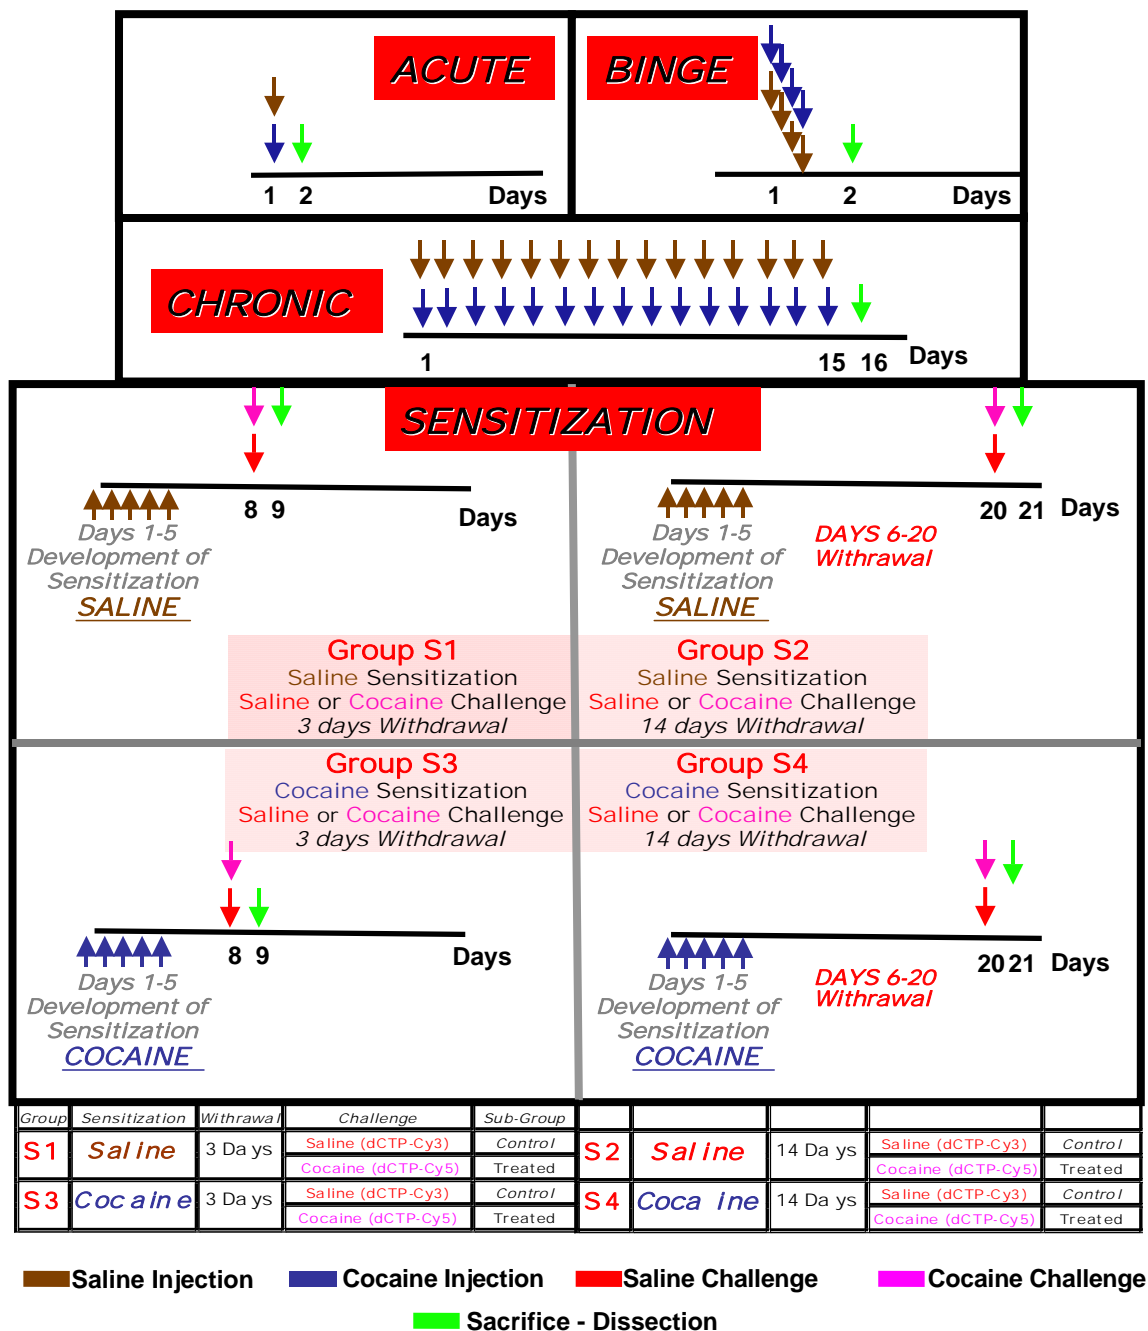 ACUTE
BINGE
1 2 Days
1 2 Days
CHRONIC
1 15 16 Days
SENSITIZATION
8 9 Days
Days 1-5
Development of
Sensitization
SALINE
20 21 Days
Days 1-5
Development of
Sensitization
SALINE
DAYS 6-20
Withrawal
Group S1
Saline Sensitization
Saline or Cocaine Challenge
3 days Withdrawal
Group S2
Saline Sensitization
Saline or Cocaine Challenge
14 days Withdrawal
Group S3
Cocaine Sensitization
Saline or Cocaine Challenge
3 days Withdrawal
Group S4
Cocaine Sensitization
Saline or Cocaine Challenge
14 days Withdrawal
8 9 Days
Days 1-5
Development of
Sensitization
COCAINE
20 21 Days
Days 1-5
Development of
Sensitization
COCAINE
DAYS 6-20
Withrawal
Group Sensitization Withrawal Challenge Sub-Group
S1 Saline 3 Days Saline (dCTP-Cy3) Control
Cocaine (dCTP-Cy5) Treated
S2 Saline 14 Days Saline (dCTP-Cy3) Control
Cocaine (dCTP-Cy5) Treated
S3 Cocaine 3 Days Saline (dCTP-Cy3) Control
Cocaine (dCTP-Cy5) Treated
S4 Cocaine 14 Days Saline (dCTP-Cy3) Control
Cocaine (dCTP-Cy5) Treated
Saline Injection Cocaine Injection Saline Challenge Cocaine Challenge
Sacrifice - Dissection